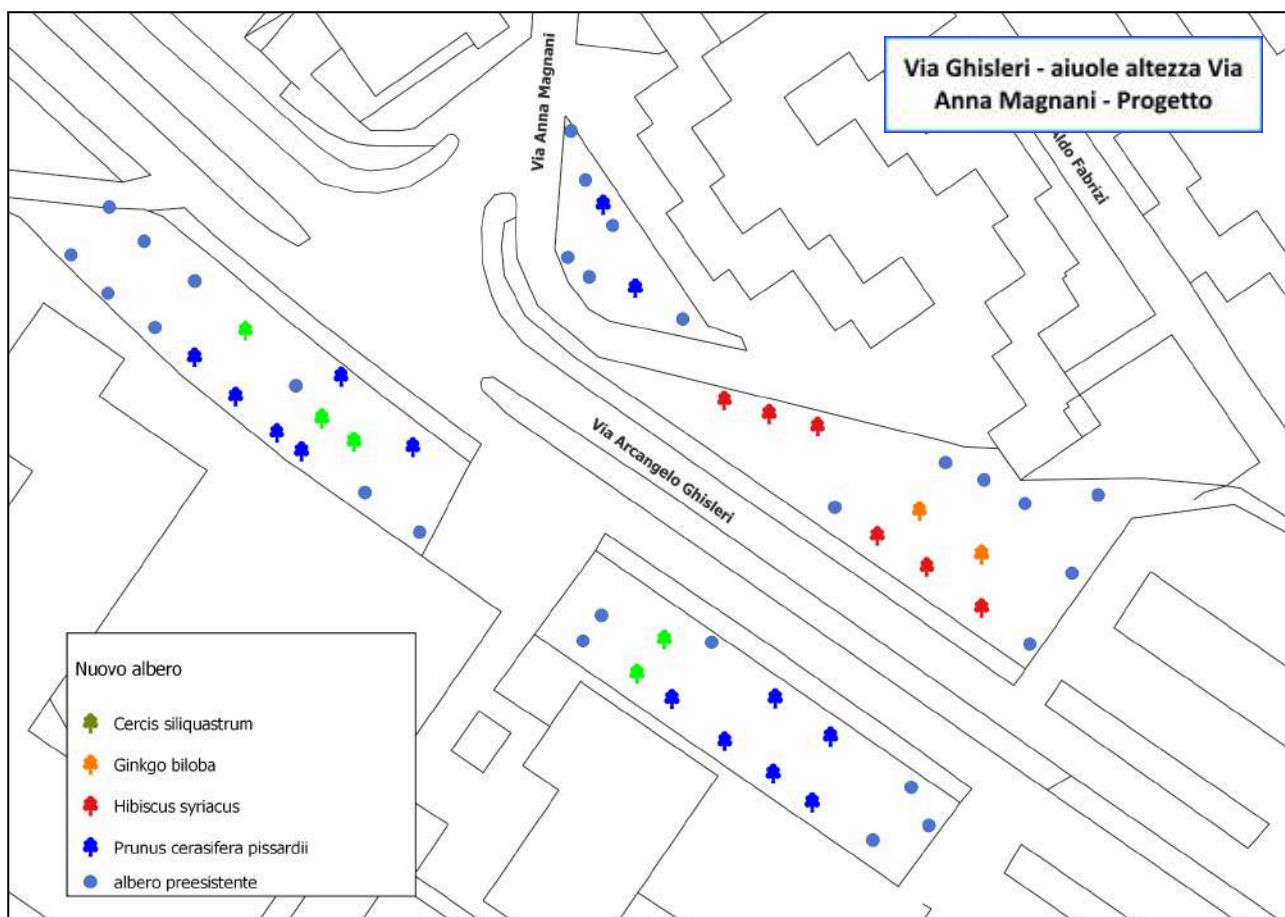 Via Ghisleri - aiuole altezza Via
Anna Magnani - Progetto
Via Anna Magnani
Aldo Fabrizi
Via Arcangelo Ghisleri
Nuovo albero
Cercis siliquastrum
Ginkgo biloba
Hibiscus syriacus
Prunus cerasifera pissardii
albero preesistente